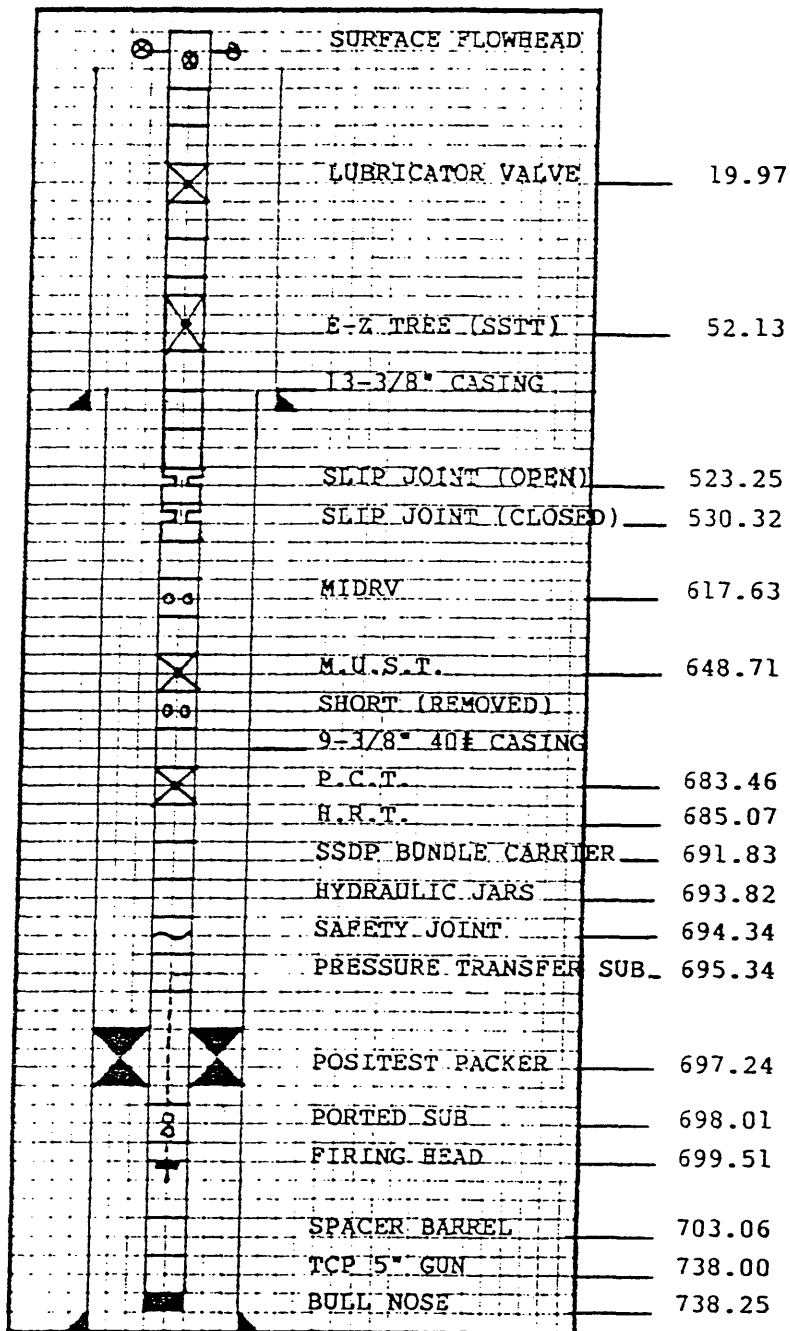 SURFACE FLOWHEAD
LUBRICATOR VALVE 19.97
E-Z TREE (SSTT) 52.13
13-3/8" CASING
SLIP JOINT (OPEN) 523.25
SLIP JOINT (CLOSED) 530.32
MIDRV 617.63
M.U.S.T. 648.71
SHORT (REMOVED)
9-3/8" 40# CASING
P.C.T. 683.46
H.R.T. 685.07
SSDP BUNDLE CARRIER 691.83
HYDRAULIC JARS 693.82
SAFETY JOINT 694.34
PRESSURE TRANSFER SUB 695.34
POSITEST PACKER 697.24
PORTED SUB 698.01
FIRING HEAD 699.51
SPACER BARREL 703.06
TCP 5" GUN 738.00
BULL NOSE 738.25